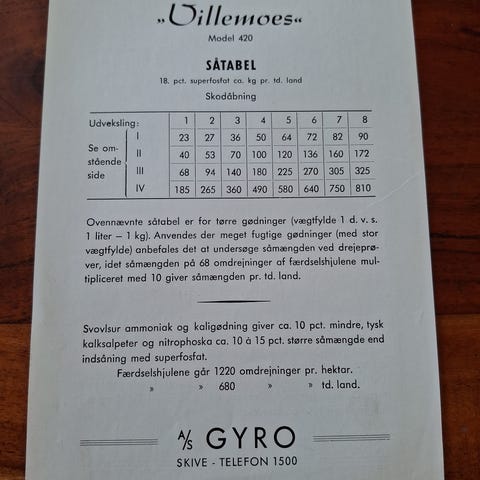 „Villemoes“
Model 420
SÅTABEL
18. pct. superfosfat ca. kg pr. td. land
Skodåbning
Udveksling: 1 2 3 4 5 6 7 8
Se om-stående side I 23 27 36 50 64 72 82 90
II 40 53 70 100 120 136 160 172
III 68 94 140 180 225 270 305 325
IV 185 265 360 490 580 640 750 810
Ovennævnte såtabel er for tørre gødninger (vægtfylde 1 d. v. s.
1 liter — 1 kg). Anvendes der meget fugtige gødninger (med stor
vægtfylde) anbefales det at undersøge såmængden ved drejeprø-
ver, idet såmængden på 68 omdrejninger af færdselshjulene mul-
tipliceret med 10 giver såmængden pr. td. land.
Svovlsur ammoniak og kaligødning giver ca. 10 pct. mindre, tysk
kalksalpeter og nitrophoska ca. 10 à 15 pct. større såmængde end
indsåning med superfosfat.
Færdselshjulene går 1220 omdrejninger pr. hektar.
» » 680 » » td. land.
A/S GYRO
SKIVE - TELEFON 1500